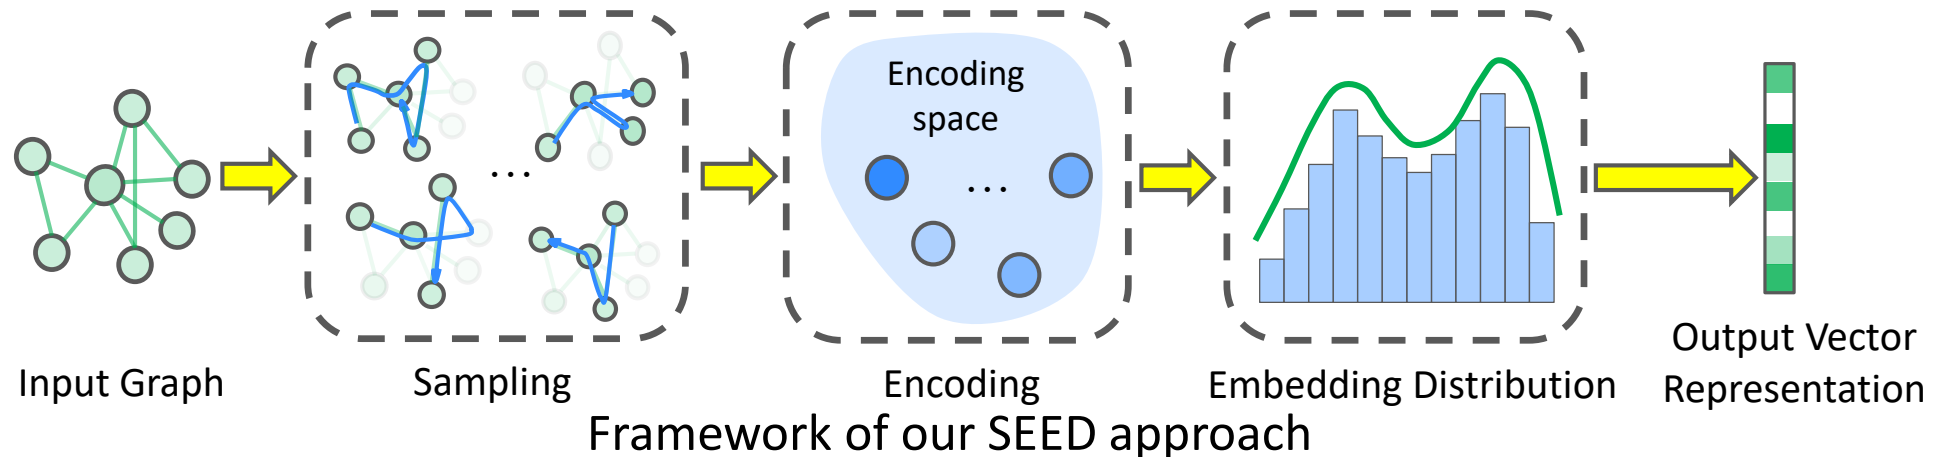 Encoding
space
...
...
Input Graph
Sampling
Encoding
Embedding Distribution
Output Vector
Representation
Framework of our SEED approach